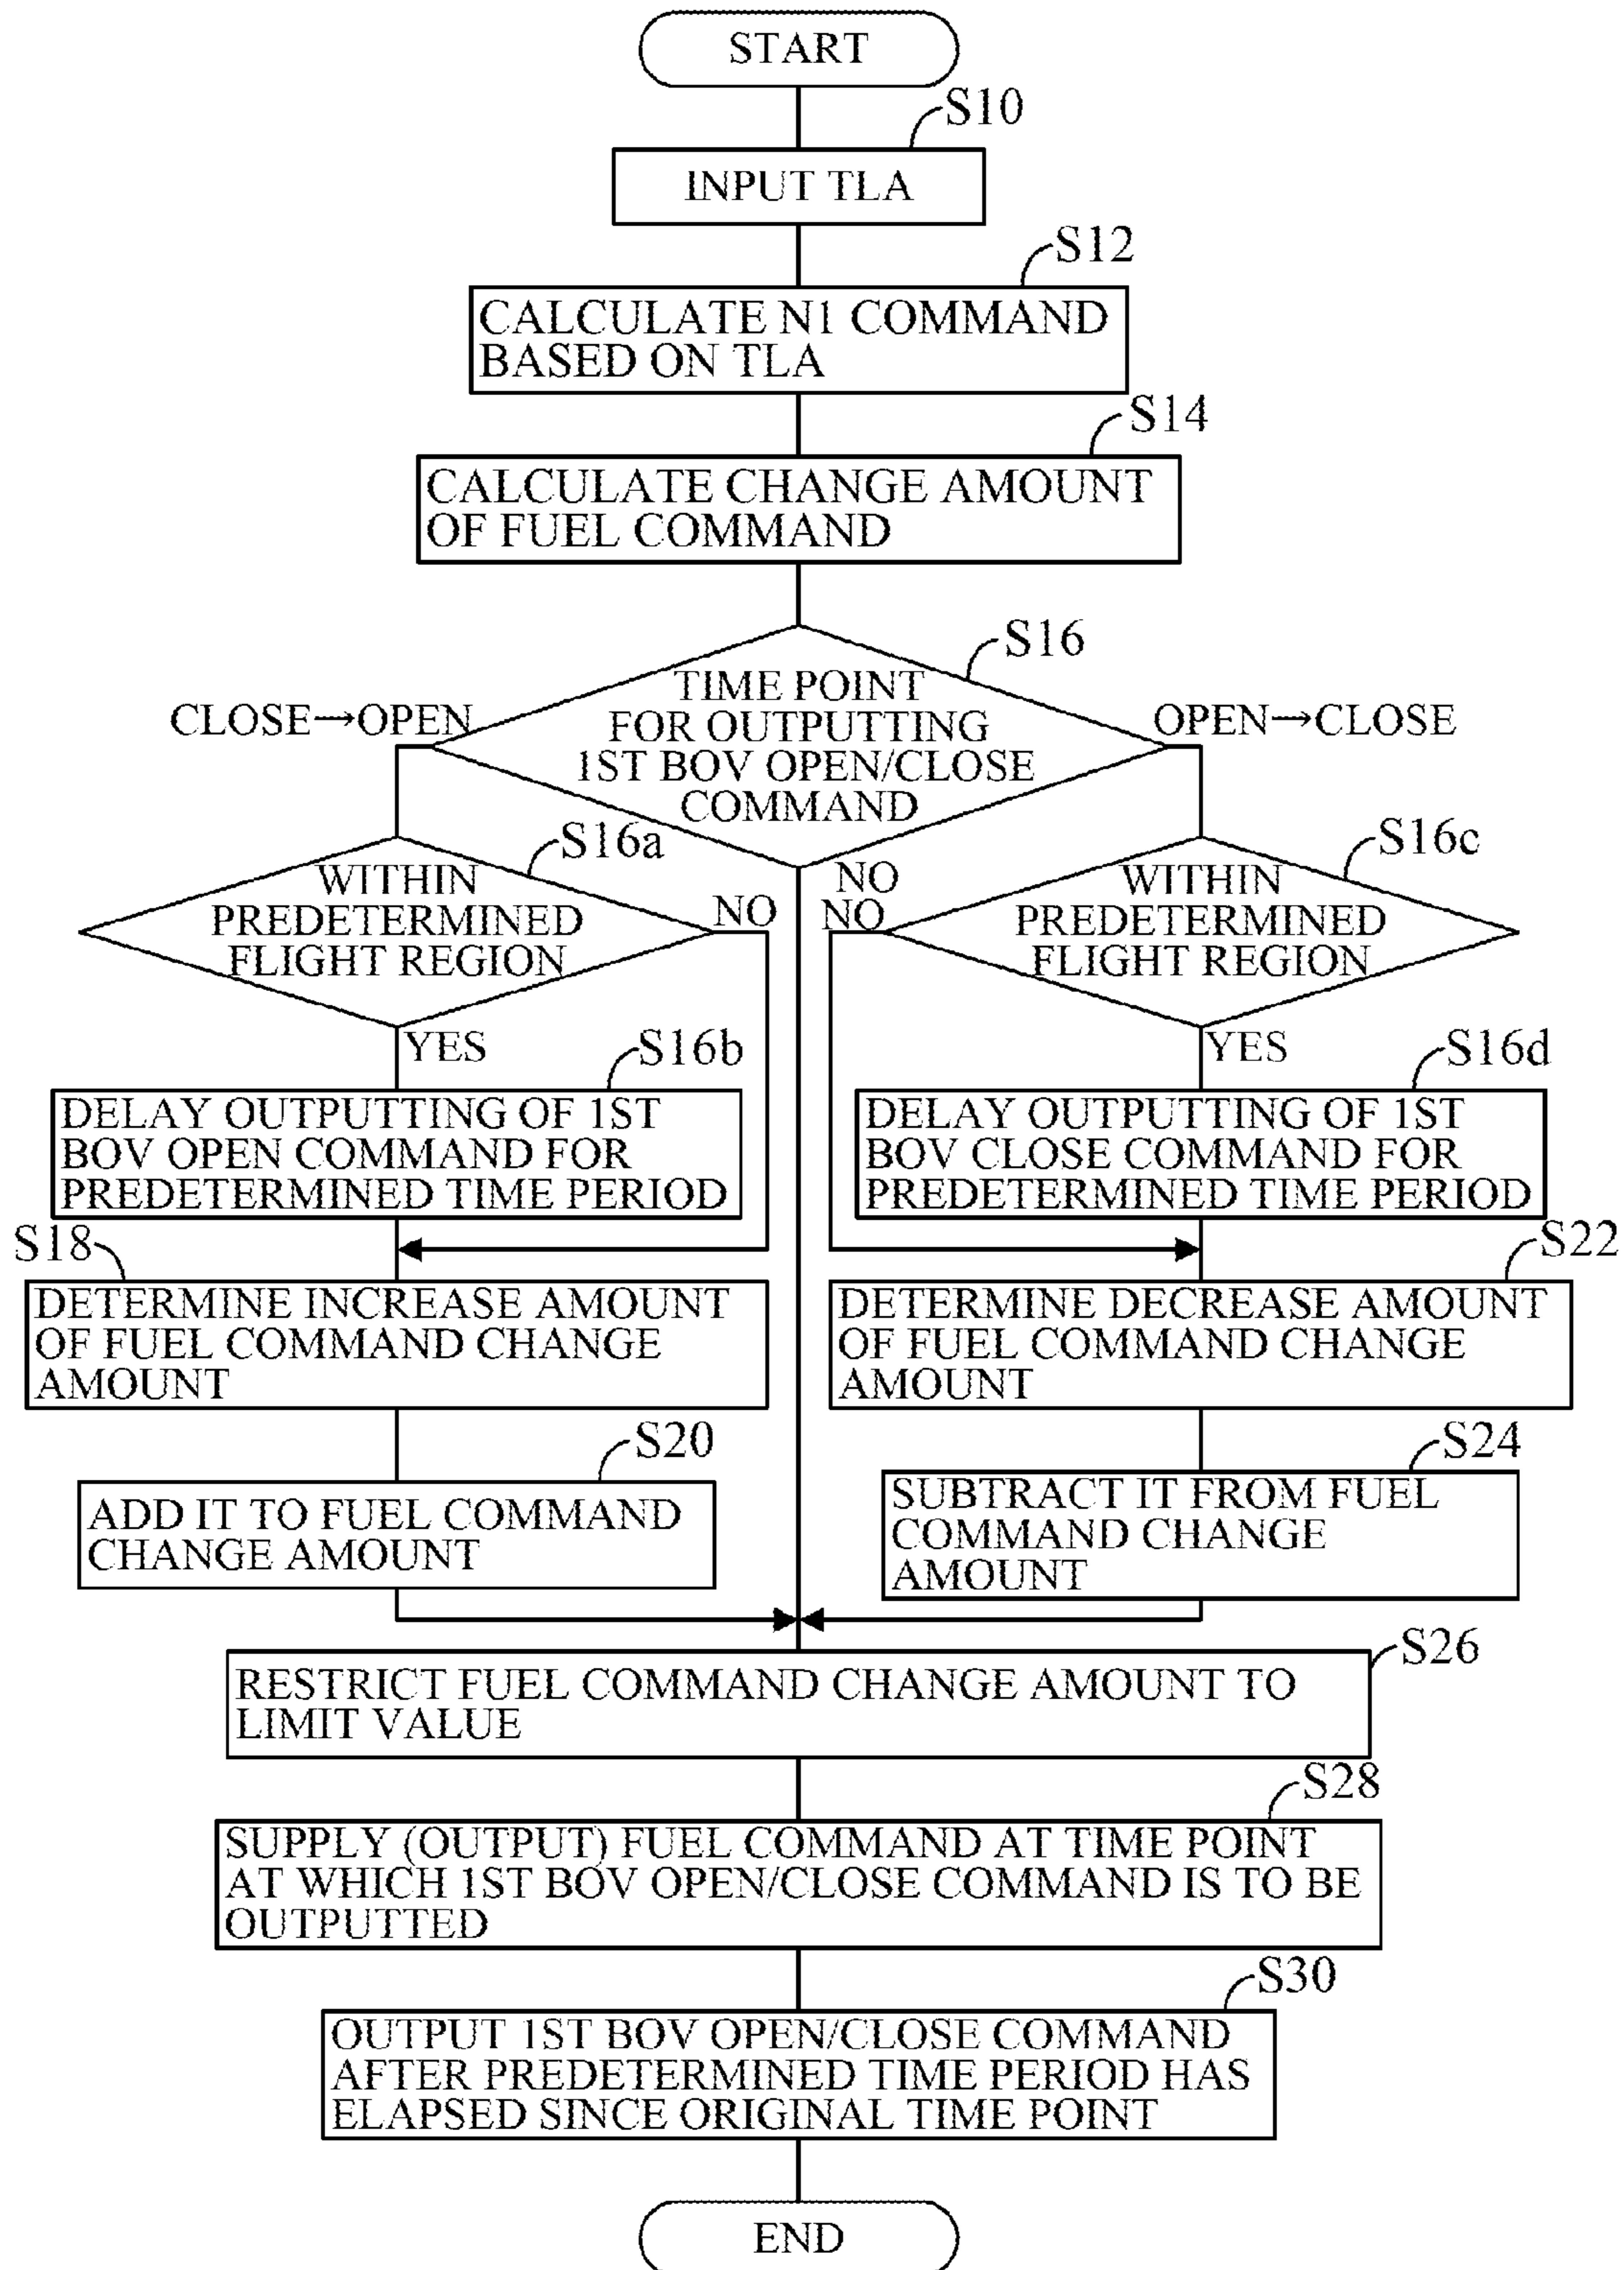 START
S10
INPUT TLA
S12
CALCULATE N1 COMMAND
BASED ON TLA
S14
CALCULATE CHANGE AMOUNT
OF FUEL COMMAND
S16
TIME POINT
FOR OUTPUTTING
1ST BOV OPEN/CLOSE
COMMAND
CLOSE→OPEN
OPEN→CLOSE
NO
S16a
WITHIN
PREDETERMINED
FLIGHT REGION
NO
YES
S16c
WITHIN
PREDETERMINED
FLIGHT REGION
NO
YES
S16b
DELAY OUTPUTTING OF 1ST
BOV OPEN COMMAND FOR
PREDETERMINED TIME PERIOD
S16d
DELAY OUTPUTTING OF 1ST
BOV CLOSE COMMAND FOR
PREDETERMINED TIME PERIOD
S18
DETERMINE INCREASE AMOUNT
OF FUEL COMMAND CHANGE
AMOUNT
S22
DETERMINE DECREASE AMOUNT
OF FUEL COMMAND CHANGE
AMOUNT
S20
ADD IT TO FUEL COMMAND
CHANGE AMOUNT
S24
SUBTRACT IT FROM FUEL
COMMAND CHANGE
AMOUNT
S26
RESTRICT FUEL COMMAND CHANGE AMOUNT TO
LIMIT VALUE
S28
SUPPLY (OUTPUT) FUEL COMMAND AT TIME POINT
AT WHICH 1ST BOV OPEN/CLOSE COMMAND IS TO BE
OUTPUTTED
S30
OUTPUT 1ST BOV OPEN/CLOSE COMMAND
AFTER PREDETERMINED TIME PERIOD HAS
ELAPSED SINCE ORIGINAL TIME POINT
END